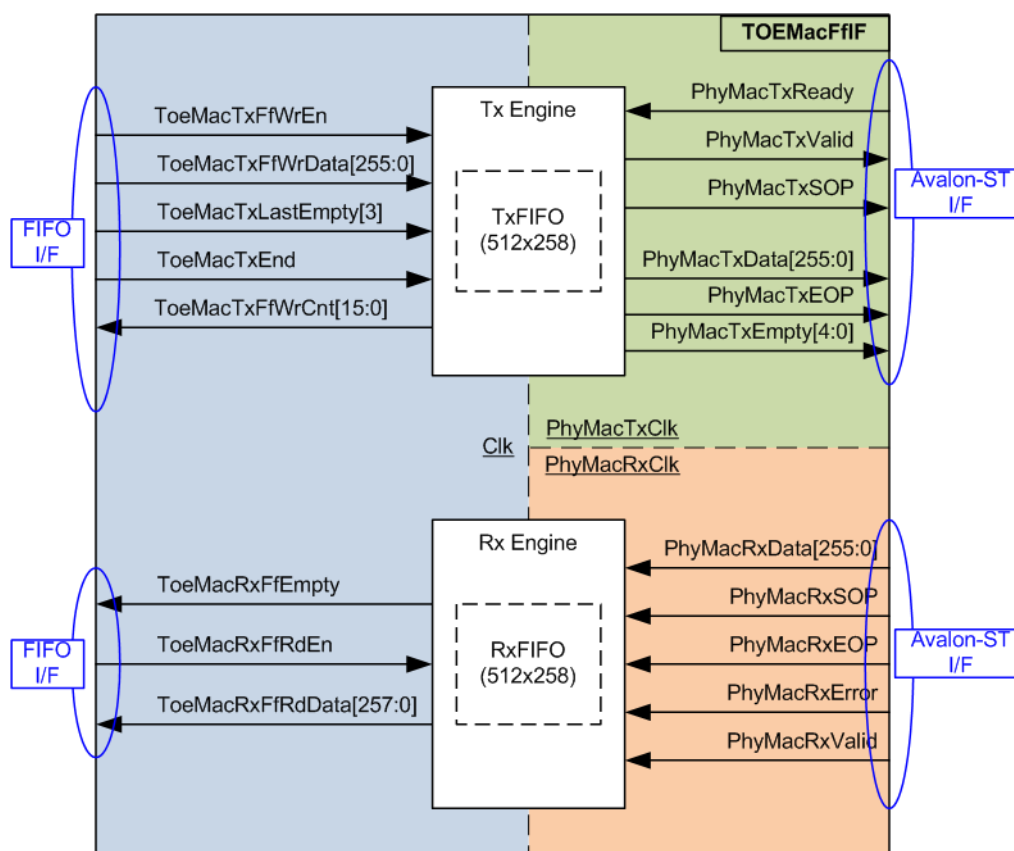 TOEMacFfIF
ToeMacTxFfWrEn
ToeMacTxFfWrData[255:0]
ToeMacTxLastEmpty[3]
ToeMacTxEnd
ToeMacTxFfWrCnt[15:0]
FIFO
I/F
Tx Engine
TxFIFO
(512x258)
PhyMacTxReady
PhyMacTxValid
PhyMacTxSOP
PhyMacTxData[255:0]
PhyMacTxEOP
PhyMacTxEmpty[4:0]
Avalon-ST
I/F
Clk
PhyMacTxClk
PhyMacRxClk
ToeMacRxFfEmpty
ToeMacRxFfRdEn
ToeMacRxFfRdData[257:0]
FIFO
I/F
Rx Engine
RxFIFO
(512x258)
PhyMacRxData[255:0]
PhyMacRxSOP
PhyMacRxEOP
PhyMacRxError
PhyMacRxValid
Avalon-ST
I/F